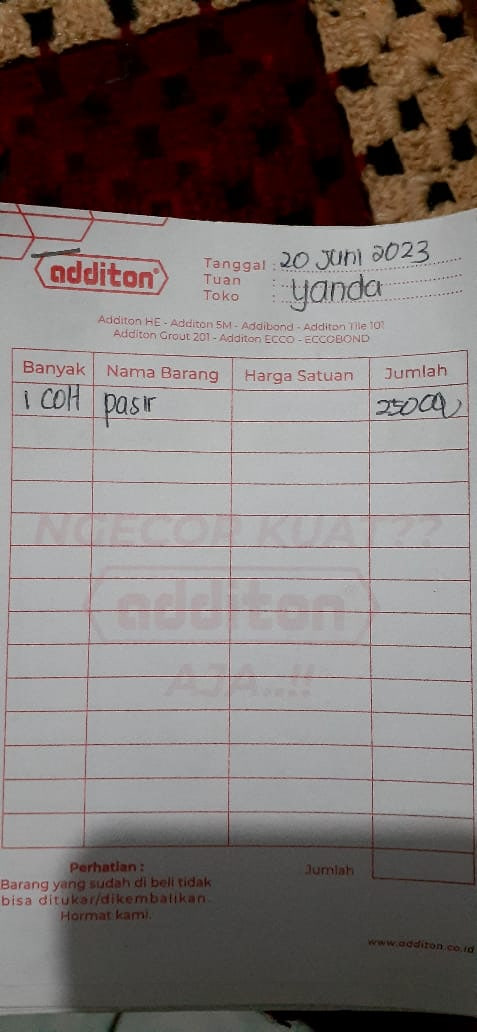 additon
Tanggal : 20 Juni 2023
Tuan :
Toko : Yanda
Additon HE - Additon SM - Addibond - Additon Tile 101
Additon Grout 201 - Additon ECCO - ECCOBOND
Banyak Nama Barang Harga Satuan Jumlah
1 COH pasir
NGECOR KUAT??
additon
AJA..!!
Perhatian : Jumlah
Barang yang sudah di beli tidak
bisa ditukar/dikembalikan.
Hormat kami.
www.additon.co.id